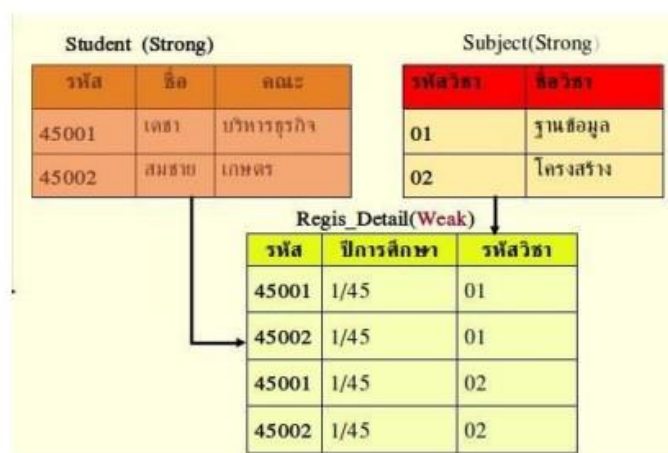 Student (Strong)
รหัส ชื่อ คณะ
45001 เดชา บริหารธุรกิจ
45002 สมชาย เกษตร
Subject(Strong)
รหัสวิชา ชื่อวิชา
01 ฐานข้อมูล
02 โครงสร้าง
Regis_Detail(Weak)
รหัส ปีการศึกษา รหัสวิชา
45001 1/45 01
45002 1/45 01
45001 1/45 02
45002 1/45 02